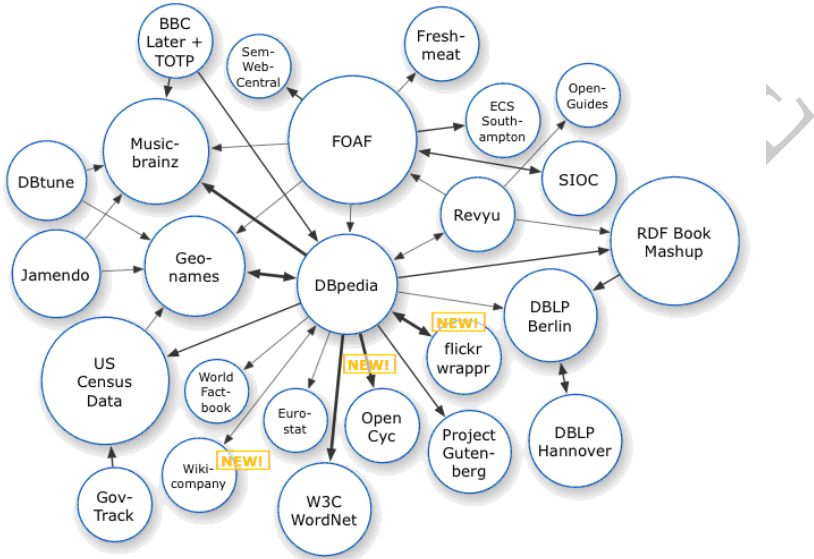 BBC
Later +
TOTP
Sem-
Web-
Central
Fresh-
meat
Open-
Guides
ECS
South-
ampton
FOAF
Music-
brainz
DBtune
SIOC
Revyu
RDF Book
Mashup
Jamendo
Geo-
names
DBpedia
DBLP
Berlin
NEW!
flickr
wrappr
US
Census
Data
NEW!
World
Fact-
book
Euro-
stat
Open
Cyc
Project
Guten-
berg
DBLP
Hannover
NEW!
Wiki-
company
Gov-
Track
W3C
WordNet